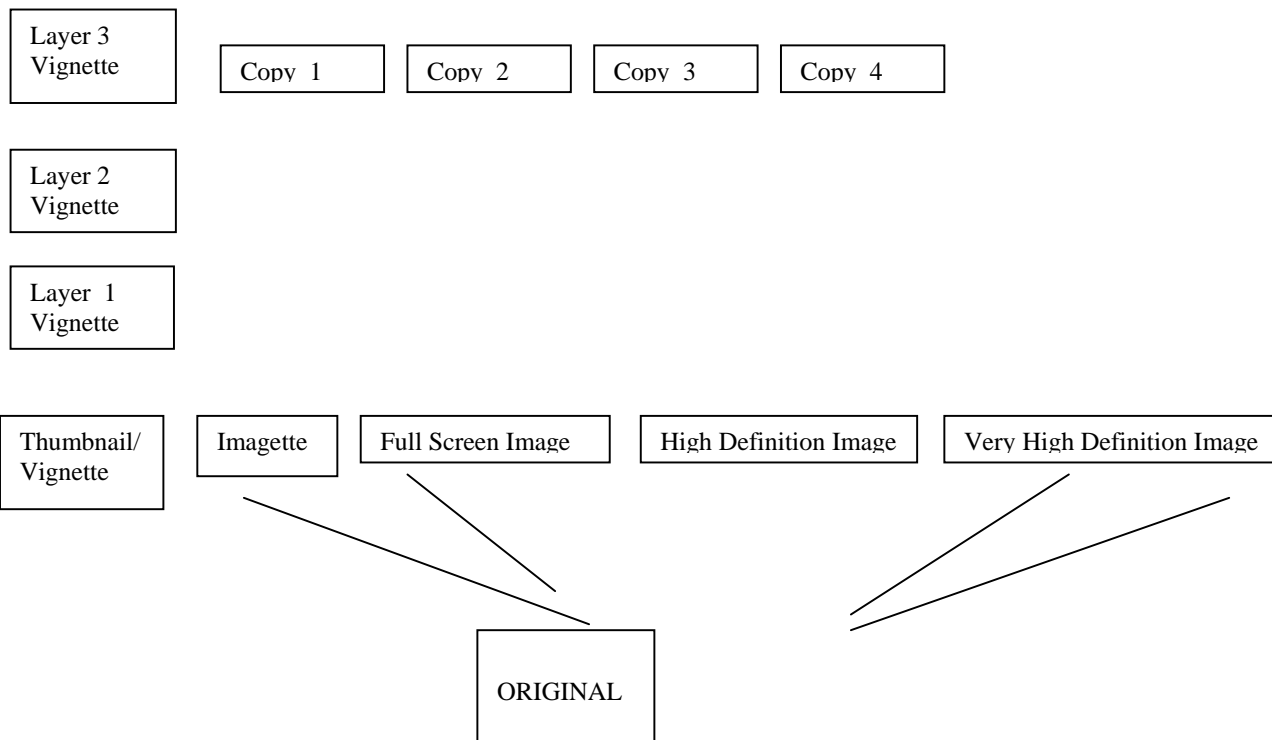 Layer 3
Vignette
Copy 1
Copy 2
Copy 3
Copy 4
Layer 2
Vignette
Layer 1
Vignette
Thumbnail/
Vignette
Imagette
Full Screen Image
High Definition Image
Very High Definition Image
ORIGINAL